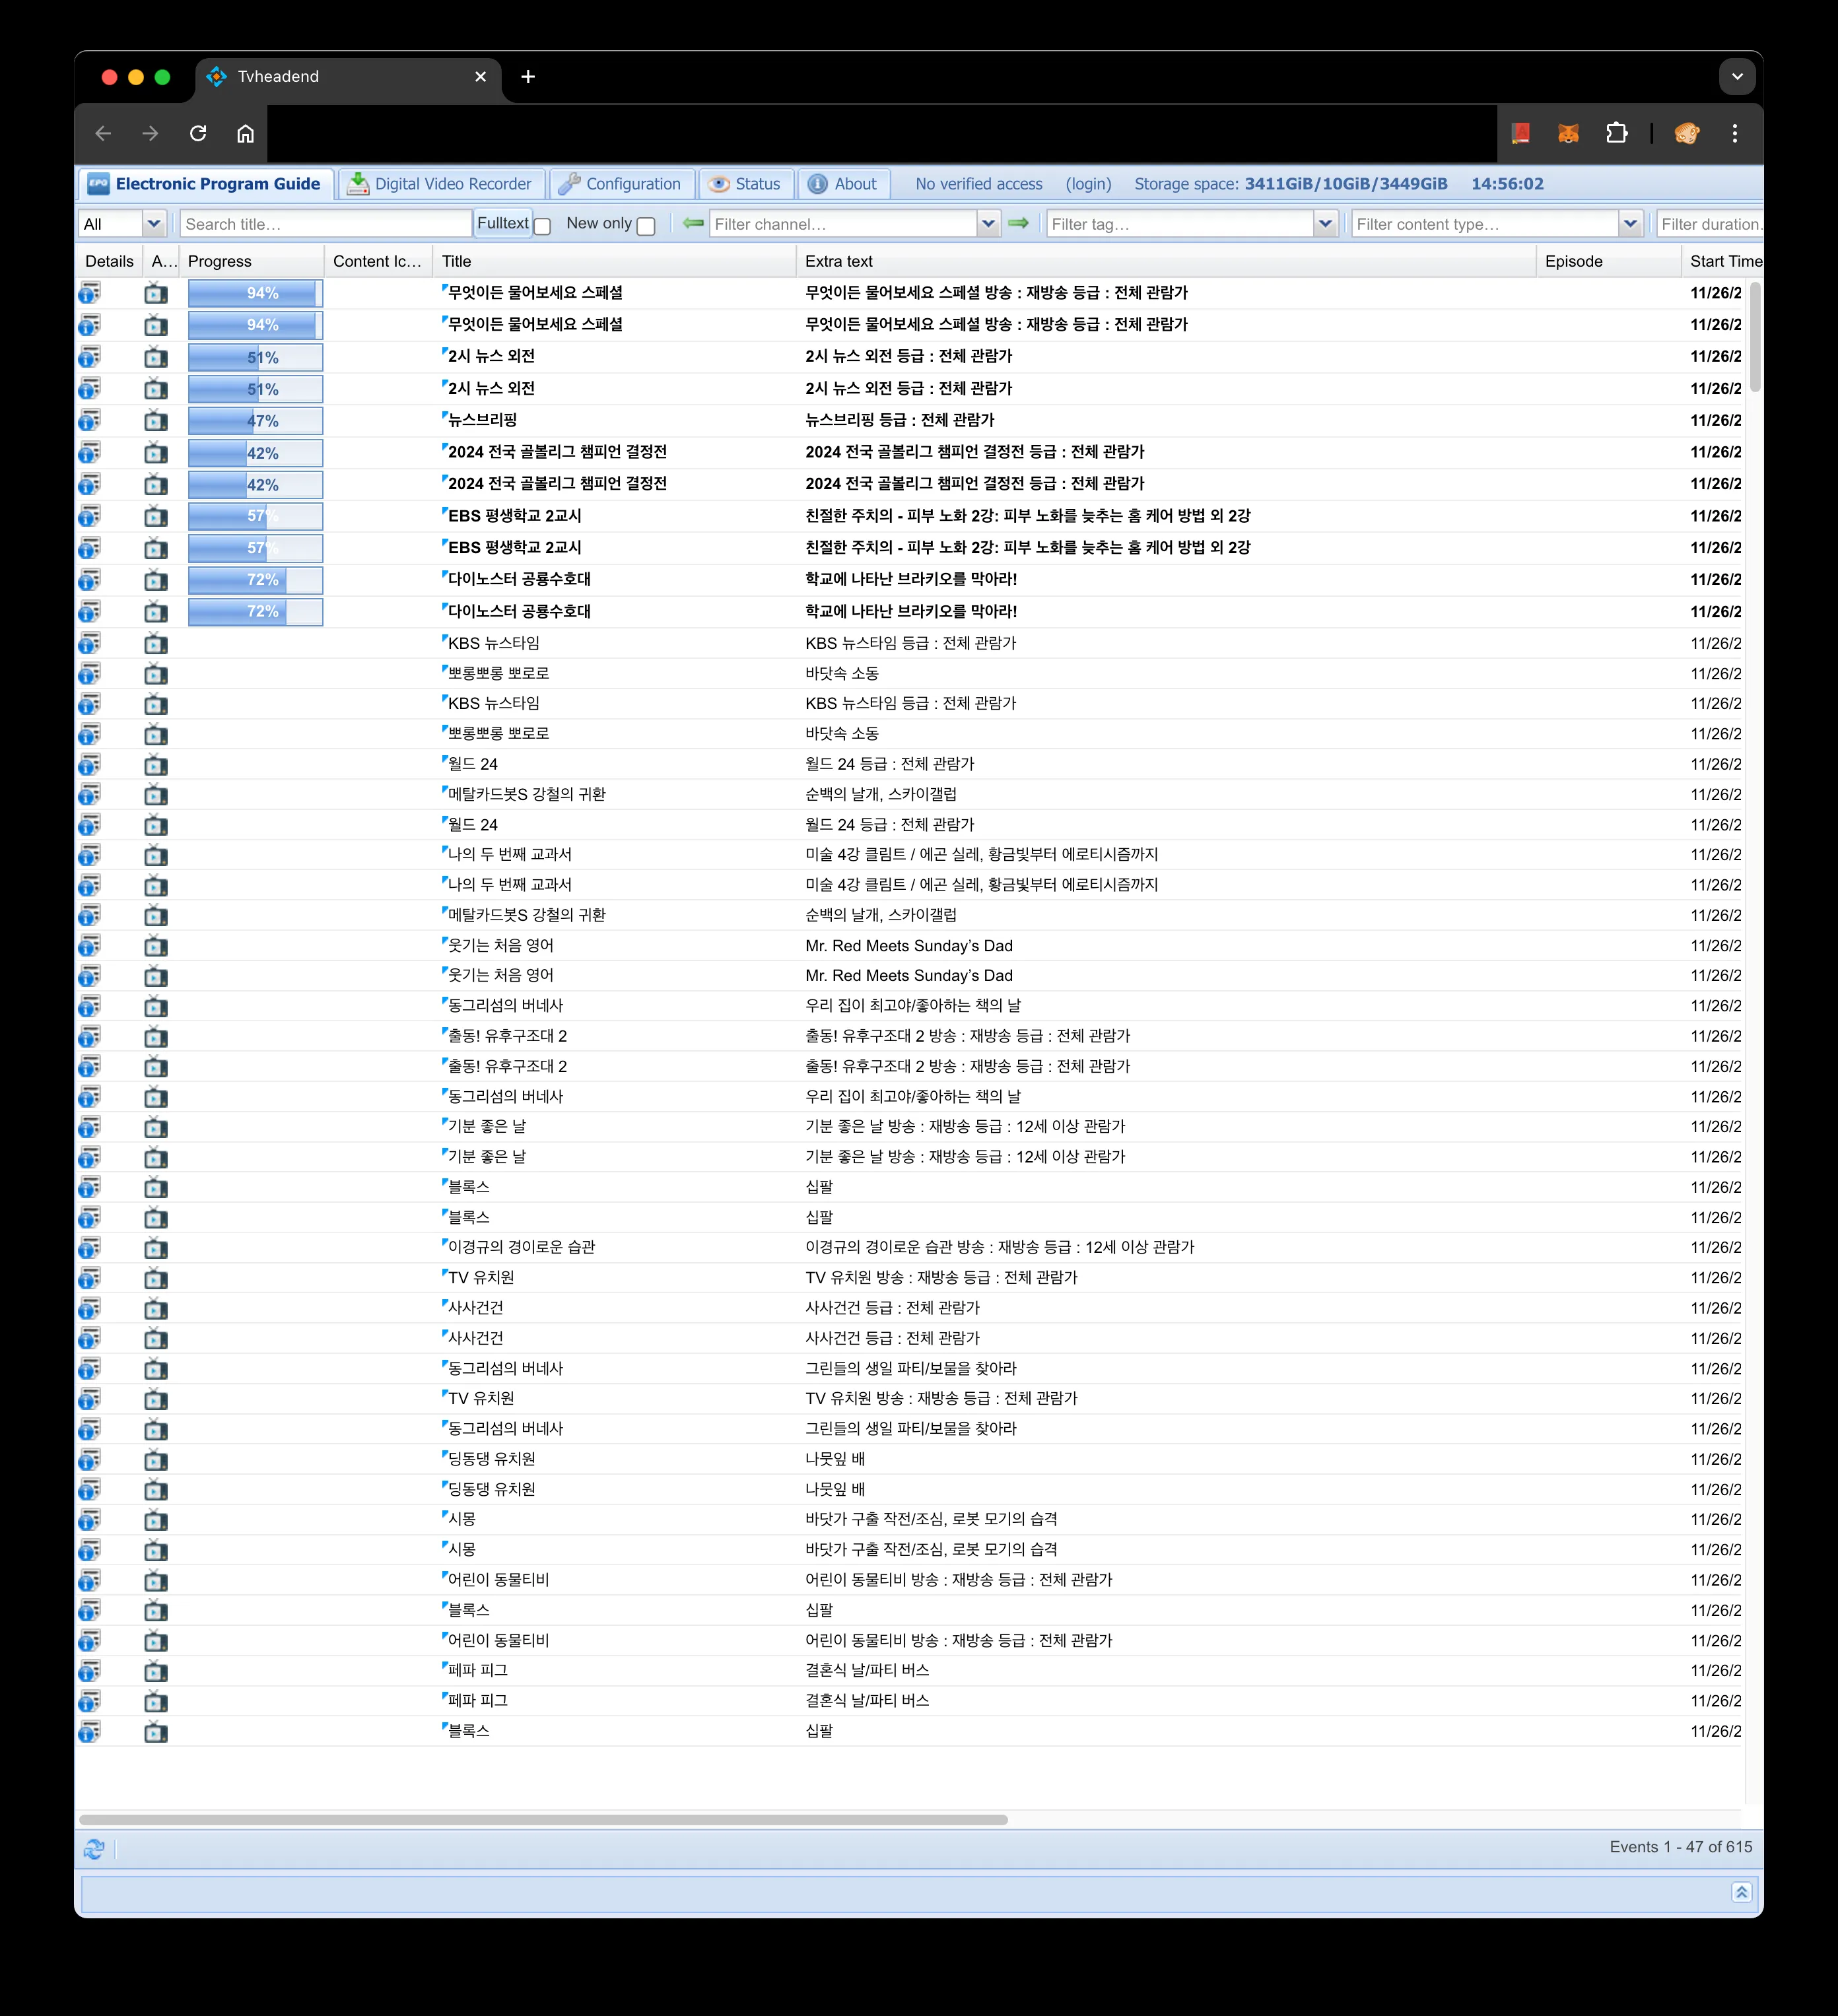 Tvheadend
EPG Electronic Program Guide Digital Video Recorder Configuration Status About No verified access (login) Storage space: 3411GiB/10GiB/3449GiB 14:56:02
All Search title... Fulltext New only Filter channel... Filter tag... Filter content type... Filter duration.
Details A... Progress Content Ic... Title Extra text Episode Start Time
94% 무엇이든 물어보세요 스페셜 무엇이든 물어보세요 스페셜 방송 : 재방송 등급 : 전체 관람가 11/26/2
94% 무엇이든 물어보세요 스페셜 무엇이든 물어보세요 스페셜 방송 : 재방송 등급 : 전체 관람가 11/26/2
51% 2시 뉴스 외전 2시 뉴스 외전 등급 : 전체 관람가 11/26/2
51% 2시 뉴스 외전 2시 뉴스 외전 등급 : 전체 관람가 11/26/2
47% 뉴스브리핑 뉴스브리핑 등급 : 전체 관람가 11/26/2
42% 2024 전국 골볼리그 챔피언 결정전 2024 전국 골볼리그 챔피언 결정전 등급 : 전체 관람가 11/26/2
42% 2024 전국 골볼리그 챔피언 결정전 2024 전국 골볼리그 챔피언 결정전 등급 : 전체 관람가 11/26/2
57% EBS 평생학교 2교시 친절한 주치의 - 피부 노화 2강: 피부 노화를 늦추는 홈 케어 방법 외 2강 11/26/2
57% EBS 평생학교 2교시 친절한 주치의 - 피부 노화 2강: 피부 노화를 늦추는 홈 케어 방법 외 2강 11/26/2
72% 다이노스터 공룡수호대 학교에 나타난 브라키오를 막아라! 11/26/2
72% 다이노스터 공룡수호대 학교에 나타난 브라키오를 막아라! 11/26/2
KBS 뉴스타임 KBS 뉴스타임 등급 : 전체 관람가 11/26/2
뽀롱뽀롱 뽀로로 바닷속 소동 11/26/2
KBS 뉴스타임 KBS 뉴스타임 등급 : 전체 관람가 11/26/2
뽀롱뽀롱 뽀로로 바닷속 소동 11/26/2
월드 24 월드 24 등급 : 전체 관람가 11/26/2
메탈카드봇S 강철의 귀환 순백의 날개, 스카이갤럽 11/26/2
월드 24 월드 24 등급 : 전체 관람가 11/26/2
나의 두 번째 교과서 미술 4강 클림트 / 에곤 실레, 황금빛부터 에로티시즘까지 11/26/2
나의 두 번째 교과서 미술 4강 클림트 / 에곤 실레, 황금빛부터 에로티시즘까지 11/26/2
메탈카드봇S 강철의 귀환 순백의 날개, 스카이갤럽 11/26/2
웃기는 처음 영어 Mr. Red Meets Sunday’s Dad 11/26/2
웃기는 처음 영어 Mr. Red Meets Sunday’s Dad 11/26/2
동그리섬의 버네사 우리 집이 최고야/좋아하는 책의 날 11/26/2
출동! 유후구조대 2 출동! 유후구조대 2 방송 : 재방송 등급 : 전체 관람가 11/26/2
출동! 유후구조대 2 출동! 유후구조대 2 방송 : 재방송 등급 : 전체 관람가 11/26/2
동그리섬의 버네사 우리 집이 최고야/좋아하는 책의 날 11/26/2
기분 좋은 날 기분 좋은 날 방송 : 재방송 등급 : 12세 이상 관람가 11/26/2
기분 좋은 날 기분 좋은 날 방송 : 재방송 등급 : 12세 이상 관람가 11/26/2
블록스 십팔 11/26/2
블록스 십팔 11/26/2
이경규의 경이로운 습관 이경규의 경이로운 습관 방송 : 재방송 등급 : 12세 이상 관람가 11/26/2
TV 유치원 TV 유치원 방송 : 재방송 등급 : 전체 관람가 11/26/2
사사건건 사사건건 등급 : 전체 관람가 11/26/2
사사건건 사사건건 등급 : 전체 관람가 11/26/2
동그리섬의 버네사 그린들의 생일 파티/보물을 찾아라 11/26/2
TV 유치원 TV 유치원 방송 : 재방송 등급 : 전체 관람가 11/26/2
동그리섬의 버네사 그린들의 생일 파티/보물을 찾아라 11/26/2
딩동댕 유치원 나뭇잎 배 11/26/2
딩동댕 유치원 나뭇잎 배 11/26/2
시몽 바닷가 구출 작전/조심, 로봇 모기의 습격 11/26/2
시몽 바닷가 구출 작전/조심, 로봇 모기의 습격 11/26/2
어린이 동물티비 어린이 동물티비 방송 : 재방송 등급 : 전체 관람가 11/26/2
블록스 십팔 11/26/2
어린이 동물티비 어린이 동물티비 방송 : 재방송 등급 : 전체 관람가 11/26/2
페파 피그 결혼식 날/파티 버스 11/26/2
페파 피그 결혼식 날/파티 버스 11/26/2
블록스 십팔 11/26/2
Events 1 - 47 of 615